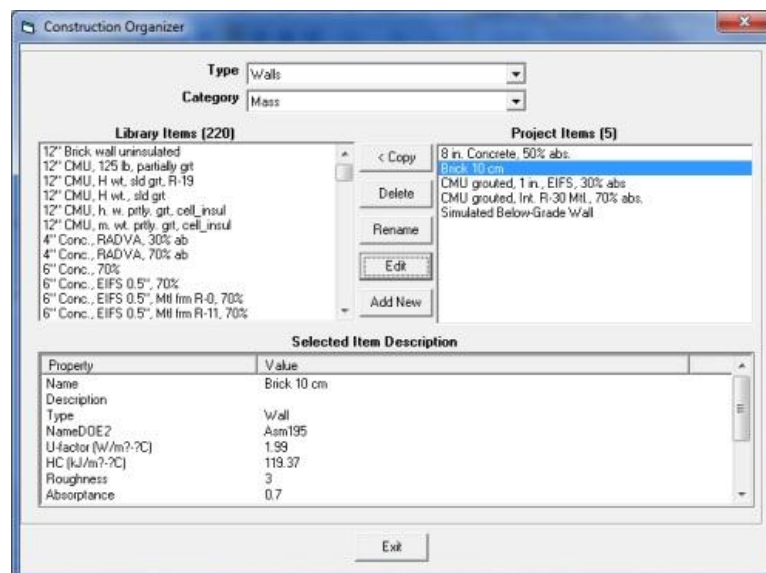 Construction Organizer
Type Walls
Category Mass
Library Items (220)
12" Brick wall uninsulated
12" CMU, 125 lb, partially grt
12" CMU, H wt, sld grt, R-19
12" CMU, H wt., sld grt
12" CMU, h. w. prtly. grt, cell_insul
12" CMU, m. wt. prtly. grt, cell_insul
4" Conc., RADVA, 30% ab
4" Conc., RADVA, 70% ab
6" Conc., 70%
6" Conc., EIFS 0.5", 70%
6" Conc., EIFS 0.5", Mtl frm R-0, 70%
6" Conc., EIFS 0.5", Mtl frm R-11, 70%
< Copy
Delete
Rename
Edit
Add New
Project Items (5)
8 in. Concrete, 50% abs.
Brick 10 cm
CMU grouted, 1 in., EIFS, 30% abs
CMU grouted, Int. R-30 Mtl., 70% abs.
Simulated Below-Grade Wall
Selected Item Description
Property Value
Name Brick 10 cm
Description
Type Wall
NameDOE2 Asm195
U-factor (W/m?-?C) 1.99
HC (kJ/m?-?C) 119.37
Roughness 3
Absorptance 0.7
Exit